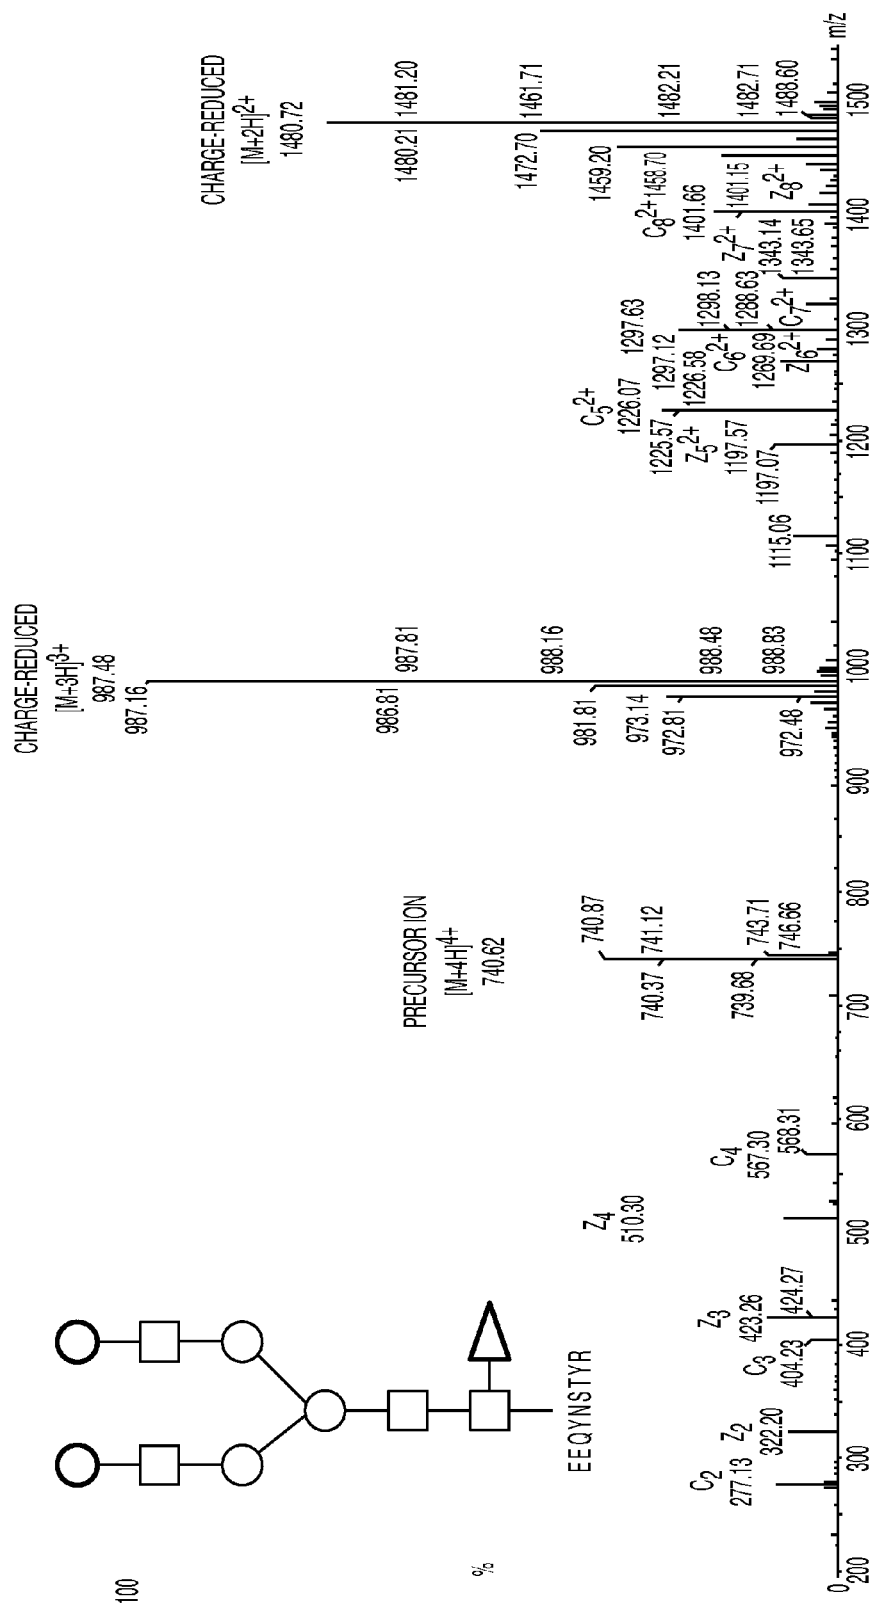 100
%
0
EEQYNSTYR
C2
277.13
Z2
322.20
C3
404.23
Z3
423.26
424.27
Z4
510.30
C4
567.30
568.31
PRECURSOR ION
[M+4H]4+
740.62
740.87
740.37
741.12
739.68
743.71
746.66
CHARGE-REDUCED
[M+3H]3+
987.48
987.16
986.81
987.81
981.81
988.16
973.14
972.81
988.48
972.48
988.83
1115.06
1197.07
Z5 2+
1197.57
C5 2+
1226.07
1225.57
1226.58
1269.69
Z6 2+
C6 2+
1288.63
1297.63
1297.12
1298.13
C7 2+
Z7 2+
1343.14
1343.65
C8 2+
1401.66
1401.15
Z8 2+
1458.70
1459.20
1472.70
1461.71
CHARGE-REDUCED
[M+2H]2+
1480.72
1480.21
1481.20
1482.21
1482.71
1488.60
200 300 400 500 600 700 800 900 1000 1100 1200 1300 1400 1500 m/z